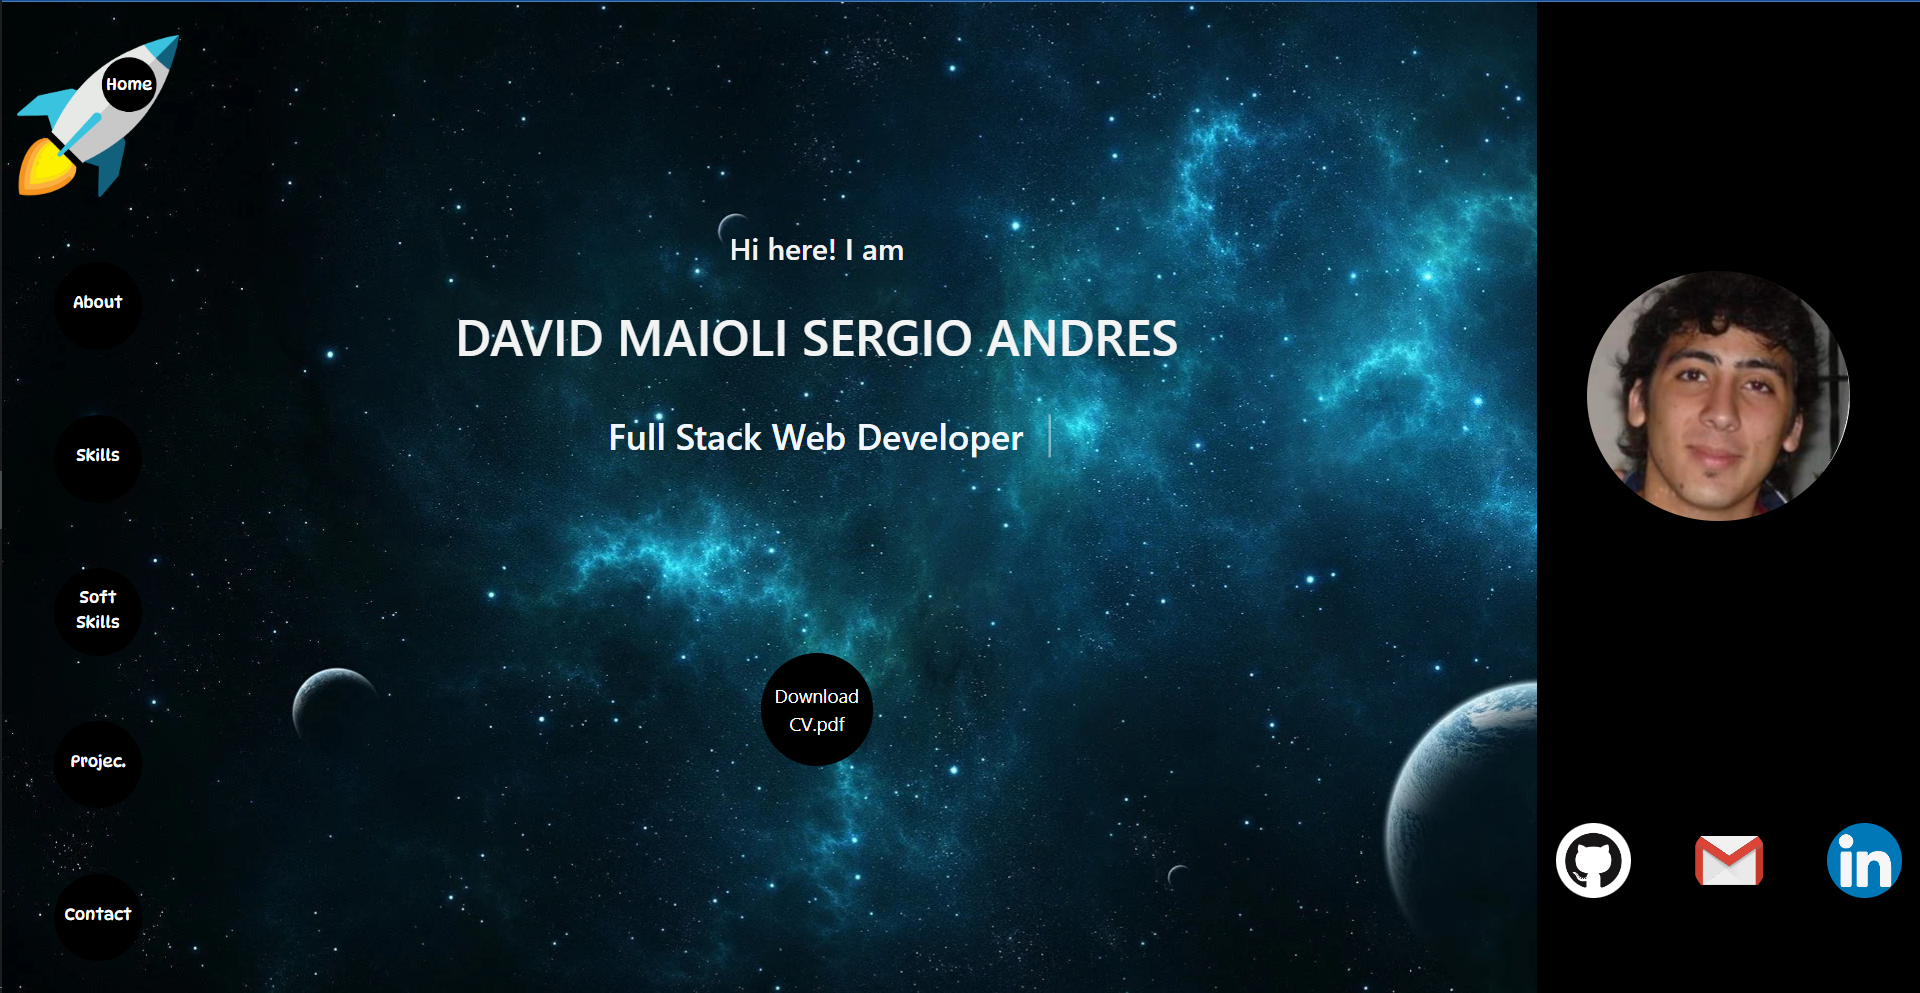 Home
About
Skills
Soft
Skills
Projec.
Contact
Hi here! I am
DAVID MAIOLI SERGIO ANDRES
Full Stack Web Developer
Download
CV.pdf
in